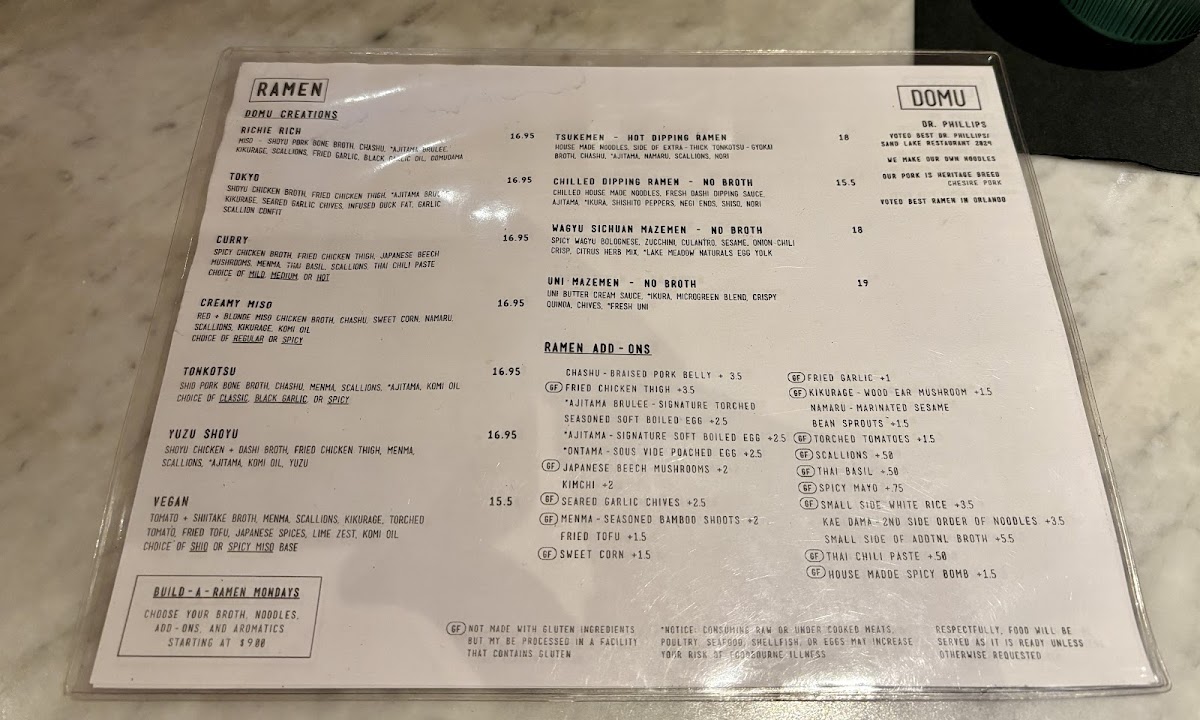 RAMEN
DOMU CREATIONS
RICHIE RICH 16.95
MISO - SHOYU PORK BONE BROTH, CHASHU, *AJITAMA BRULEE,
KIKURAGE, SCALLIONS, FRIED GARLIC, BLACK GARLIC OIL, GOMUGAMA
TOKYO 16.95
SHOYU CHICKEN BROTH, FRIED CHICKEN THIGH, *AJITAMA BRULEE
KIKURAGE, SEARED GARLIC CHIVES, INFUSED DUCK FAT, GARLIC
SCALLION CONFIT
CURRY 16.95
SPICY CHICKEN BROTH, FRIED CHICKEN THIGH, JAPANESE BEECH
MUSHROOMS, MENMA, THAI BASIL, SCALLIONS, THAI CHILI PASTE
CHOICE OF MILD, MEDIUM, OR HOT
CREAMY MISO 16.95
RED + BLONDE MISO CHICKEN BROTH, CHASHU, SWEET CORN, NAMARU,
SCALLIONS, KIKURAGE, KOMI OIL
CHOICE OF REGULAR OR SPICY
TONKOTSU 16.95
SHIO PORK BONE BROTH, CHASHU, MENMA, SCALLIONS, *AJITAMA, KOMI OIL
CHOICE OF CLASSIC, BLACK GARLIC, OR SPICY
YUZU SHOYU 16.95
SHOYU CHICKEN + DASHI BROTH, FRIED CHICKEN THIGH, MENMA,
SCALLIONS, *AJITAMA, KOMI OIL, YUZU
VEGAN 15.5
TOMATO + SHIITAKE BROTH, MENMA, SCALLIONS, KIKURAGE, TORCHED
TOMATO, FRIED TOFU, JAPANESE SPICES, LIME ZEST, KOMI OIL
CHOICE OF SHIO OR SPICY MISO BASE
BUILD-A-RAMEN MONDAYS
CHOOSE YOUR BROTH, NOODLES,
ADD-ONS, AND AROMATICS
STARTING AT $9.00
TSUKEMEN - HOT DIPPING RAMEN 18
HOUSE MADE NOODLES, SIDE OF EXTRA-THICK TONKOTSU-GYOKAI
BROTH, CHASHU, *AJITAMA, NAMARU, SCALLIONS, NORI
CHILLED DIPPING RAMEN - NO BROTH 15.5
CHILLED HOUSE MADE NOODLES, FRESH DASHI DIPPING SAUCE,
AJITAMA, *IKURA, SHISHITO PEPPERS, NEGI ENDS, SHISO, NORI
WAGYU SICHUAN MAZEMEN - NO BROTH 18
SPICY WAGYU BOLOGNESE, ZUCCHINI, CULANTRO, SESAME, ONION-CHILI
CRISP, CITRUS HERB MIX, *LAKE MEADOW NATURALS EGG YOLK
UNI MAZEMEN - NO BROTH 19
UNI BUTTER CREAM SAUCE, *IKURA, MICROGREEN BLEND, CRISPY
QUINOA, CHIVES, *FRESH UNI
RAMEN ADD-ONS
CHASHU-BRAISED PORK BELLY + 3.5
GF FRIED CHICKEN THIGH +3.5
*AJITAMA BRULEE-SIGNATURE TORCHED
SEASONED SOFT BOILED EGG +2.5
*AJITAMA-SIGNATURE SOFT BOILED EGG +2.5
*ONTAMA-SOUS VIDE POACHED EGG +2.5
GF JAPANESE BEECH MUSHROOMS +2
KIMCHI +2
GF SEARED GARLIC CHIVES +2.5
GF MENMA-SEASONED BAMBOO SHOOTS +2
FRIED TOFU +1.5
GF SWEET CORN +1.5
GF FRIED GARLIC +1
GF KIKURAGE-WOOD EAR MUSHROOM +1.5
NAMARU-MARINATED SESAME
BEAN SPROUTS +1.5
GF TORCHED TOMATOES +1.5
GF SCALLIONS +.50
GF THAI BASIL +.50
GF SPICY MAYO +.75
GF SMALL SIDE WHITE RICE +3.5
KAE DAMA-2ND SIDE ORDER OF NOODLES +3.5
SMALL SIDE OF ADDTNL BROTH +5.5
GF THAI CHILI PASTE +.50
GF HOUSE MADDE SPICY BOMB +1.5
DOMU
DR. PHILLIPS
VOTED BEST DR. PHILLIPS/
SAND LAKE RESTAURANT 2024
WE MAKE OUR OWN NOODLES
OUR PORK IS HERITAGE BREED
CHESIRE PORK
VOTED BEST RAMEN IN ORLANDO
GF NOT MADE WITH GLUTEN INGREDIENTS
BUT MY BE PROCESSED IN A FACILITY
THAT CONTAINS GLUTEN
*NOTICE: CONSUMING RAW OR UNDER COOKED MEATS,
POULTRY, SEAFOOD, SHELLFISH, OR EGGS MAY INCREASE
YOUR RISK OF FOODBOURNE ILLNESS
RESPECTFULLY, FOOD WILL BE
SERVED AS IT IS READY UNLESS
OTHERWISE REQUESTED